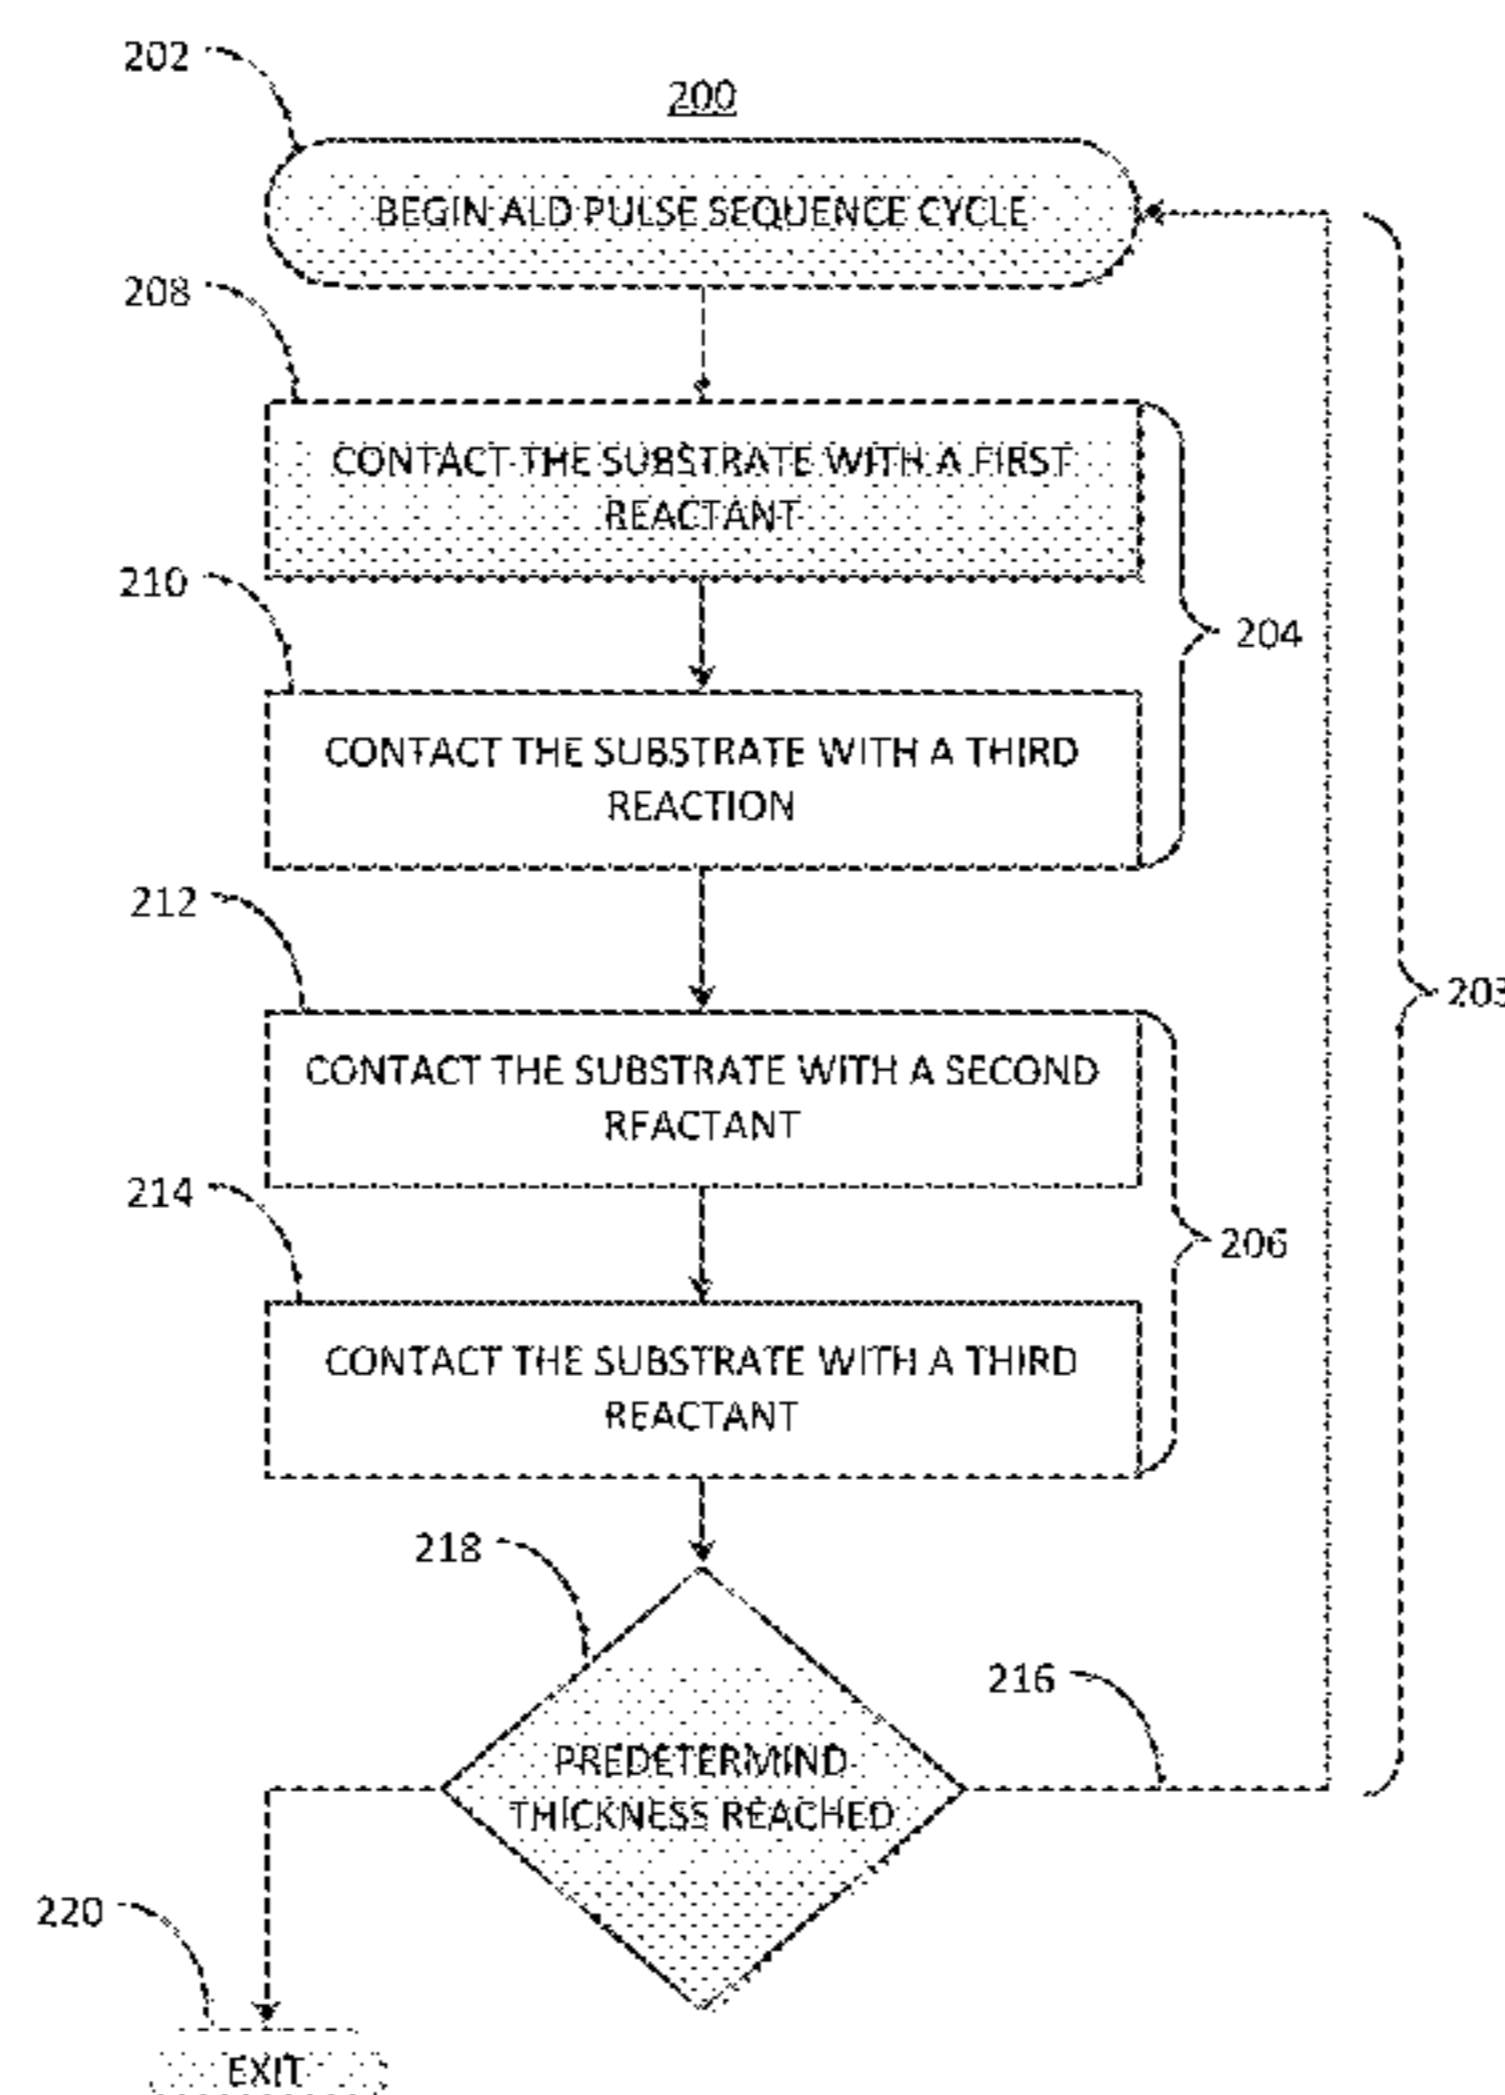 202
200
BEGIN ALD PULSE SEQUENCE CYCLE
208
CONTACT THE SUBSTRATE WITH A FIRST
REACTANT
210
204
CONTACT THE SUBSTRATE WITH A THIRD
REACTION
212
203
CONTACT THE SUBSTRATE WITH A SECOND
REACTANT
214
206
CONTACT THE SUBSTRATE WITH A THIRD
REACTANT
218
216
PREDETERMIND
THICKNESS REACHED
220
EXIT